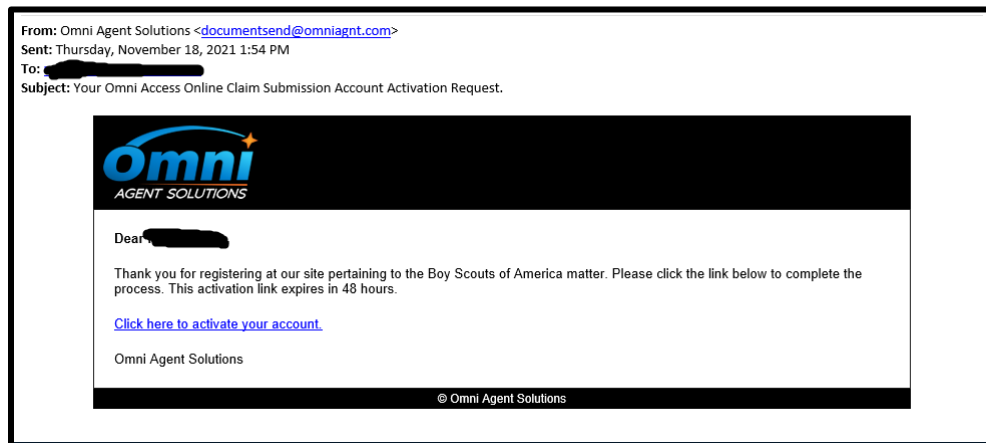 From: Omni Agent Solutions <documentsend@omniagnt.com>
Sent: Thursday, November 18, 2021 1:54 PM
To:
Subject: Your Omni Access Online Claim Submission Account Activation Request.
Omni
AGENT SOLUTIONS
Dear
Thank you for registering at our site pertaining to the Boy Scouts of America matter. Please click the link below to complete the
process. This activation link expires in 48 hours.
Click here to activate your account.
Omni Agent Solutions
© Omni Agent Solutions